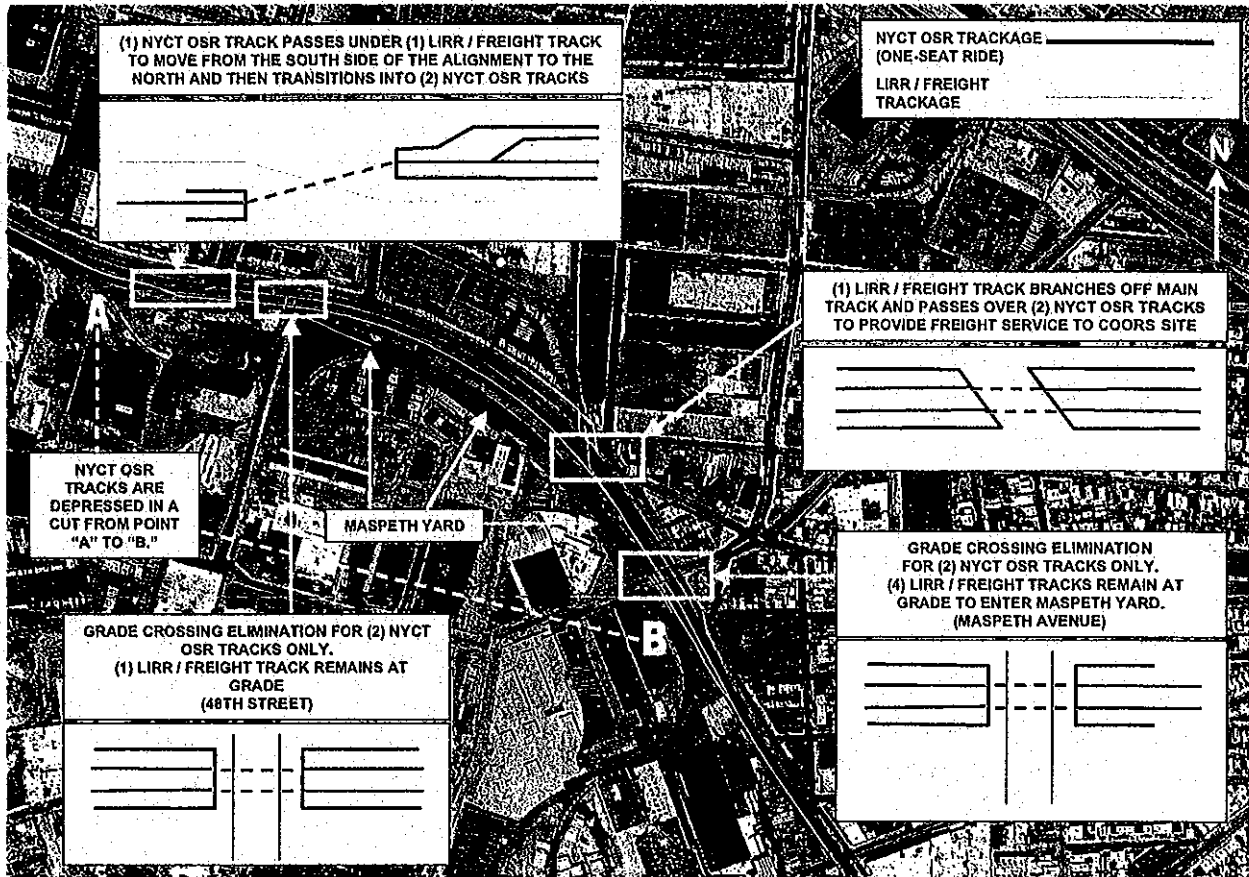 (1) NYCT OSR TRACK PASSES UNDER (1) LIRR / FREIGHT TRACK
TO MOVE FROM THE SOUTH SIDE OF THE ALIGNMENT TO THE
NORTH AND THEN TRANSITIONS INTO (2) NYCT OSR TRACKS
NYCT OSR TRACKAGE
(ONE-SEAT RIDE)
LIRR / FREIGHT
TRACKAGE
N
(1) LIRR / FREIGHT TRACK BRANCHES OFF MAIN
TRACK AND PASSES OVER (2) NYCT OSR TRACKS
TO PROVIDE FREIGHT SERVICE TO COORS SITE
A
NYCT OSR
TRACKS ARE
DEPRESSED IN A
CUT FROM POINT
"A" TO "B."
MASPETH YARD
B
GRADE CROSSING ELIMINATION
FOR (2) NYCT OSR TRACKS ONLY.
(4) LIRR / FREIGHT TRACKS REMAIN AT
GRADE TO ENTER MASPETH YARD.
(MASPETH AVENUE)
GRADE CROSSING ELIMINATION FOR (2) NYCT
OSR TRACKS ONLY.
(1) LIRR / FREIGHT TRACK REMAINS AT
GRADE
(48TH STREET)